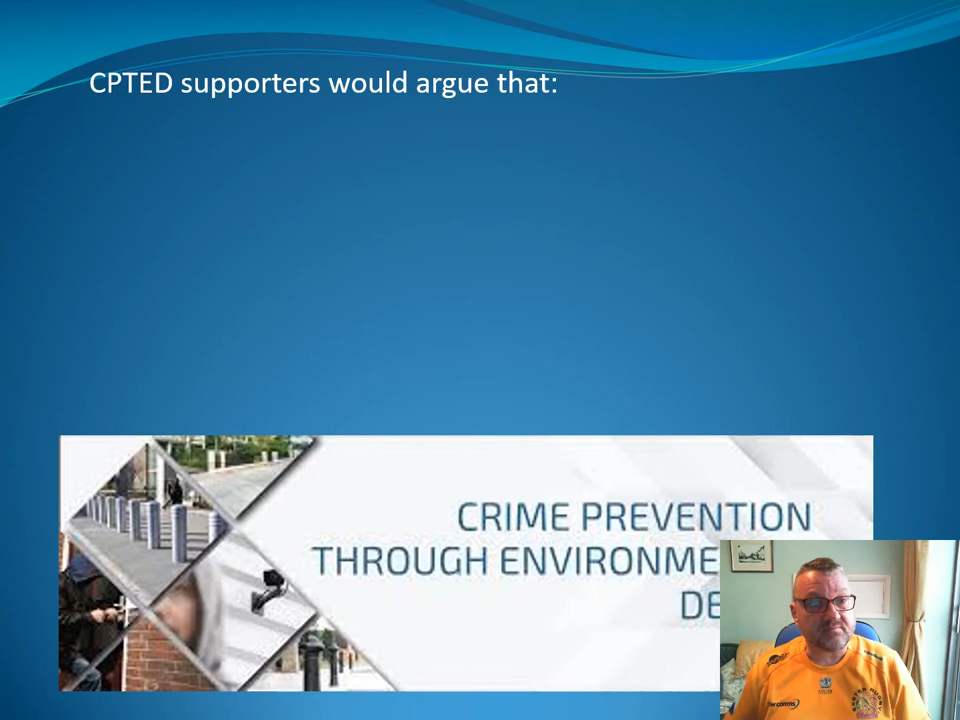 CPTED supporters would argue that:
CRIME PREVENTION
THROUGH ENVIRONME
DE